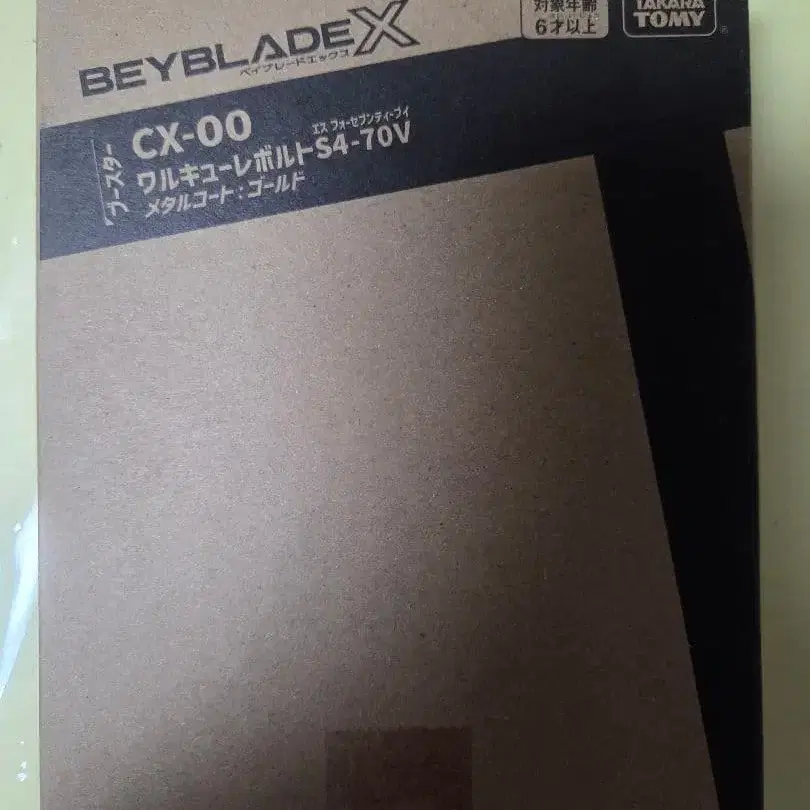 BEYBLADE X
ベイブレードエックス
対象年齢
6才以上
TAKARA
TOMY
ブースター
CX-00
エス フォーセブンティーブイ
ワルキューレボルトS4-70V
メタルコート：ゴールド